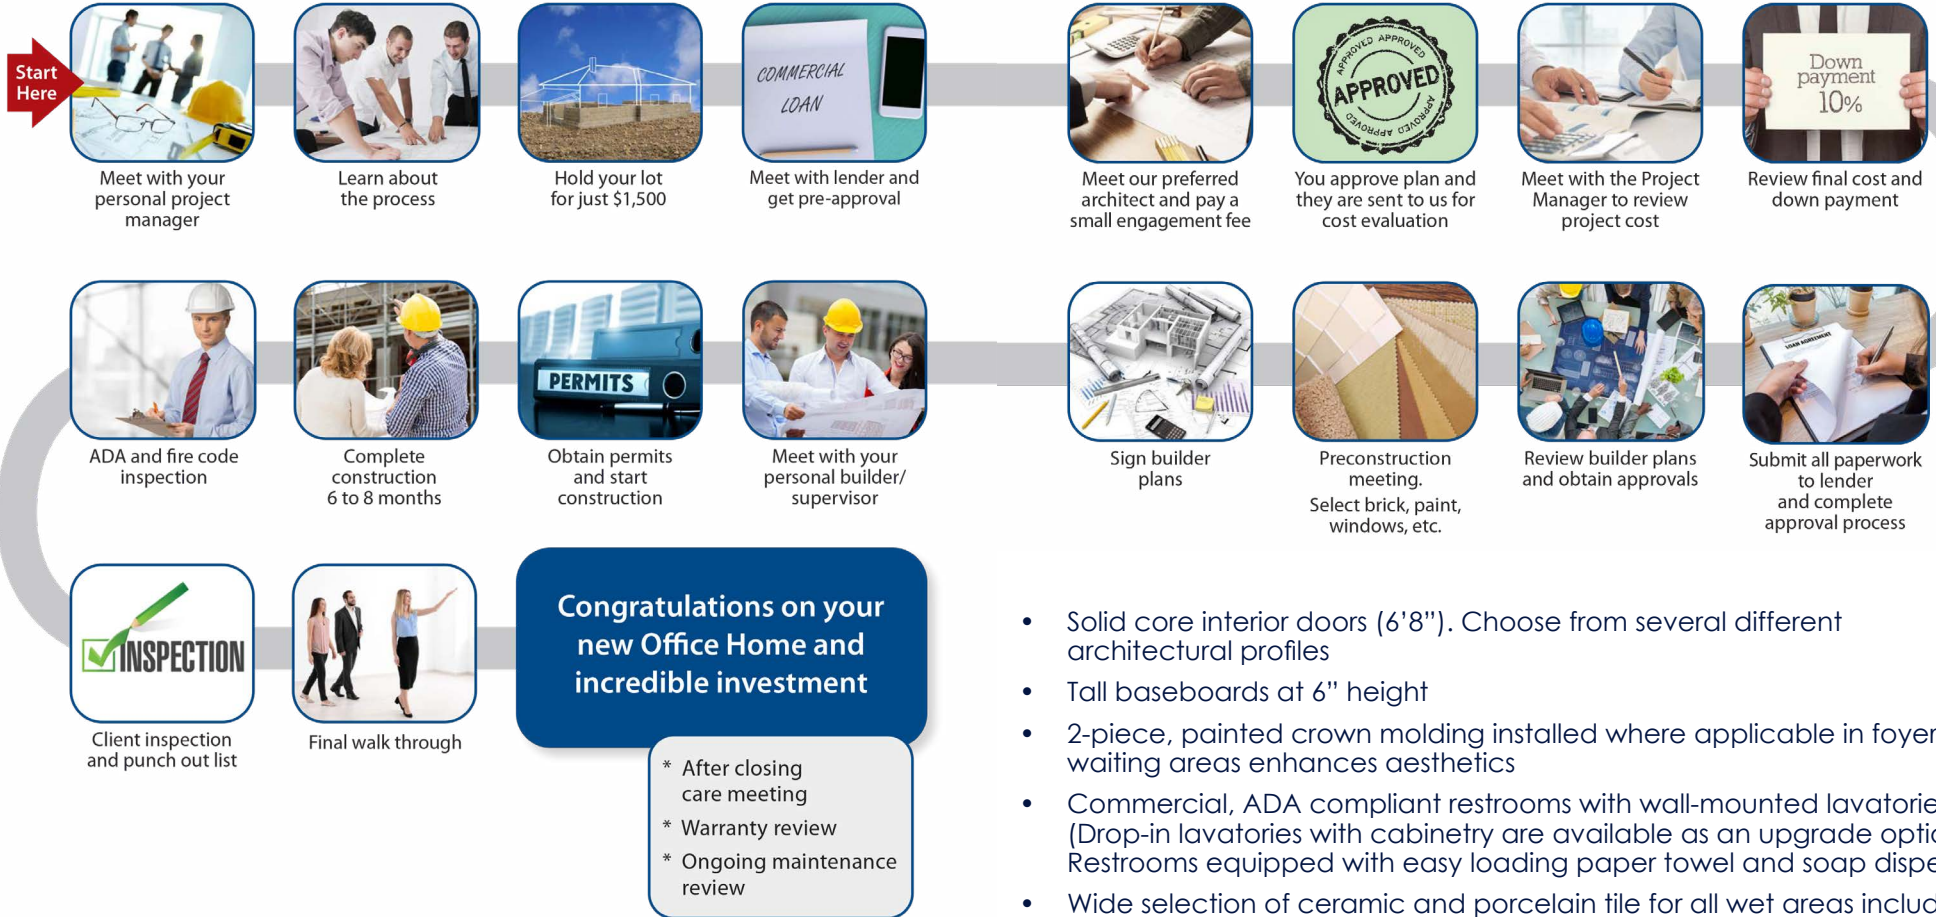 Start
Here
COMMERCIAL
LOAN
APPROVED APPROVED
APPROVED
APPROVED APPROVED
Down
payment
10%
Meet with your
personal project
manager
Learn about
the process
Hold your lot
for just $1,500
Meet with lender and
get pre-approval
Meet our preferred
architect and pay a
small engagement fee
You approve plan and
they are sent to us for
cost evaluation
Meet with the Project
Manager to review
project cost
Review final cost and
down payment
PERMITS
LOAN AGREEMENT
ADA and fire code
inspection
Complete
construction
6 to 8 months
Obtain permits
and start
construction
Meet with your
personal builder/
supervisor
Sign builder
plans
Preconstruction
meeting.
Select brick, paint,
windows, etc.
Review builder plans
and obtain approvals
Submit all paperwork
to lender
and complete
approval process
INSPECTION
Client inspection
and punch out list
Final walk through
Congratulations on your
new Office Home and
incredible investment
* After closing
care meeting
* Warranty review
* Ongoing maintenance
review
• Solid core interior doors (6’8”). Choose from several different
architectural profiles
• Tall baseboards at 6” height
• 2-piece, painted crown molding installed where applicable in foyer
waiting areas enhances aesthetics
• Commercial, ADA compliant restrooms with wall-mounted
(Drop-in lavatories with cabinetry are available as an upgrade
Restrooms equipped with easy loading paper towel and soap
• Wide selection of ceramic and porcelain tile for all wet areas